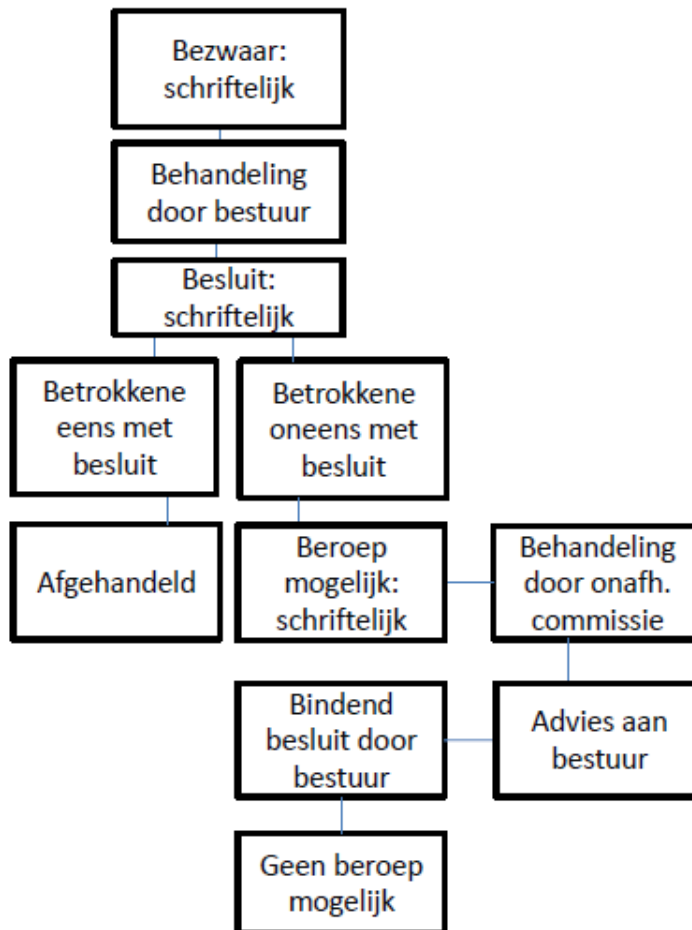 Bezwaar:
schriftelijk
Behandeling
door bestuur
Besluit:
schriftelijk
Betrokkene
eens met
besluit
Betrokkene
oneens met
besluit
Afgehandeld
Beroep
mogelijk:
schriftelijk
Behandeling
door onafh.
commissie
Advies aan
bestuur
Bindend
besluit door
bestuur
Geen beroep
mogelijk